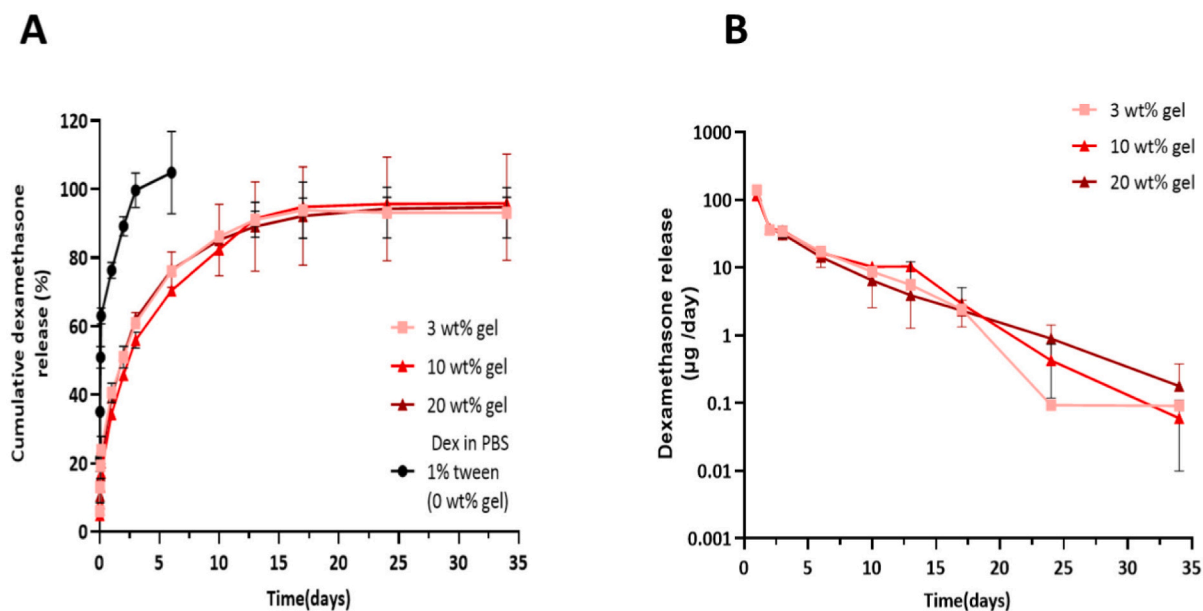 A
Cumulative dexamethasone
release (%)
120
100
80
60
40
20
0
0
5
10
15
20
25
30
35
Time(days)
3 wt% gel
10 wt% gel
20 wt% gel
Dex in PBS
1% tween
(0 wt% gel)
B
3 wt% gel
10 wt% gel
20 wt% gel
Dexamethasone release
(µg /day)
1000
100
10
1
0.1
0.01
0.001
0
5
10
15
20
25
30
35
Time(days)